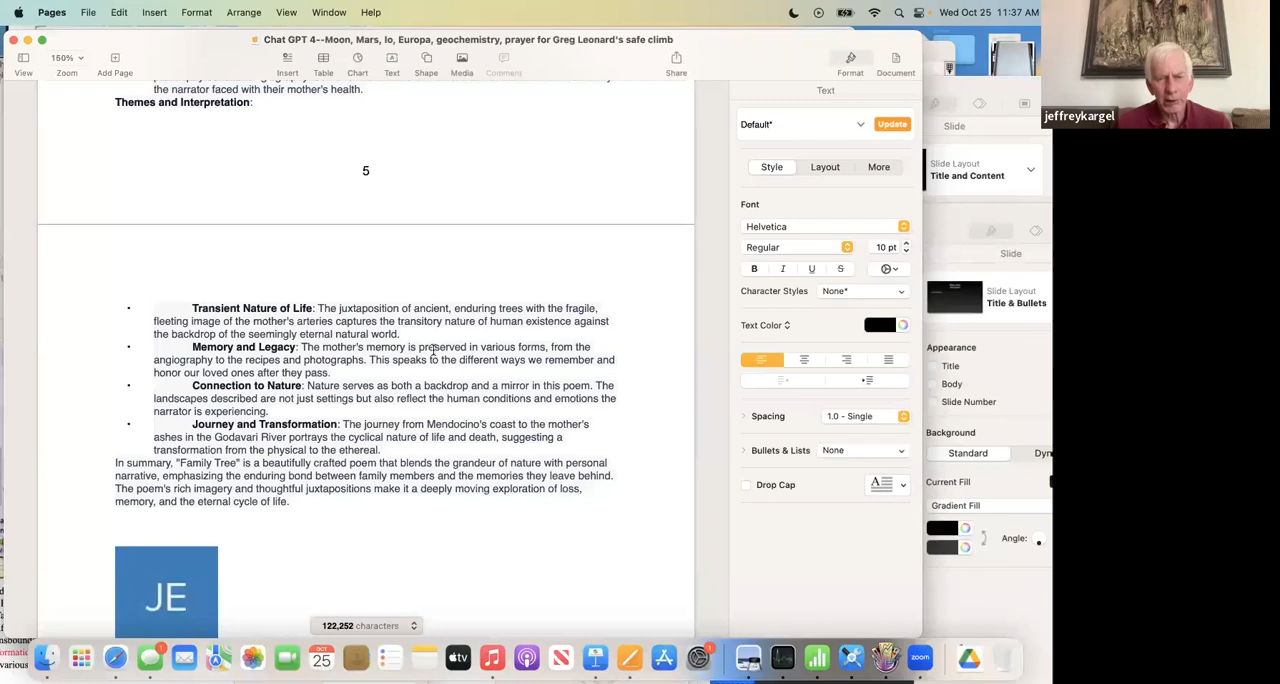 Pages File Edit Insert Format Arrange View Window Help
Wed Oct 25 11:37 AM
Chat GPT 4--Moon, Mars, Io, Europa, geochemistry, prayer for Greg Leonard's safe climb
150%
View Zoom Add Page Insert Table Chart Text Shape Media Comment Share Format Document
the narrator faced with their mother's health.
Themes and Interpretation:
5
• Transient Nature of Life: The juxtaposition of ancient, enduring trees with the fragile,
fleeting image of the mother's arteries captures the transitory nature of human existence against
the backdrop of the seemingly eternal natural world.
• Memory and Legacy: The mother's memory is preserved in various forms, from the
angiography to the recipes and photographs. This speaks to the different ways we remember and
honor our loved ones after they pass.
• Connection to Nature: Nature serves as both a backdrop and a mirror in this poem. The
landscapes described are not just settings but also reflect the human conditions and emotions the
narrator is experiencing.
• Journey and Transformation: The journey from Mendocino's coast to the mother's
ashes in the Godavari River portrays the cyclical nature of life and death, suggesting a
transformation from the physical to the ethereal.
In summary, "Family Tree" is a beautifully crafted poem that blends the grandeur of nature with personal
narrative, emphasizing the enduring bond between family members and the memories they leave behind.
The poem's rich imagery and thoughtful juxtapositions make it a deeply moving exploration of loss,
memory, and the eternal cycle of life.
JE
122,252 characters
Text
Default*
Update
Style Layout More
Font
Helvetica
Regular 10 pt
B I U S
Character Styles None*
Text Color
Spacing 1.0 - Single
Bullets & Lists None
Drop Cap
A
Slide
Slide Layout
Title and Content
Slide
Slide Layout
Title & Bullets
Appearance
Title
Body
Slide Number
Background
Standard
Current Fill
Gradient Fill
Angle:
jeffreykargel
OCT
25
tv
zoom